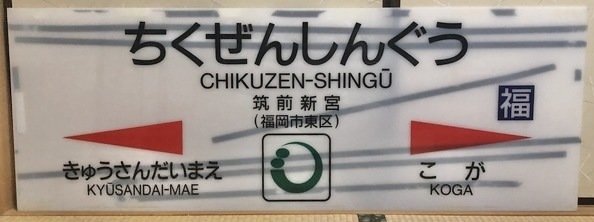 ちくぜんしんぐう
CHIKUZEN-SHINGŪ
筑前新宮
(福岡市東区)
福
きゅうさんだいまえ
KYŪSANDAI-MAE
こが
KOGA